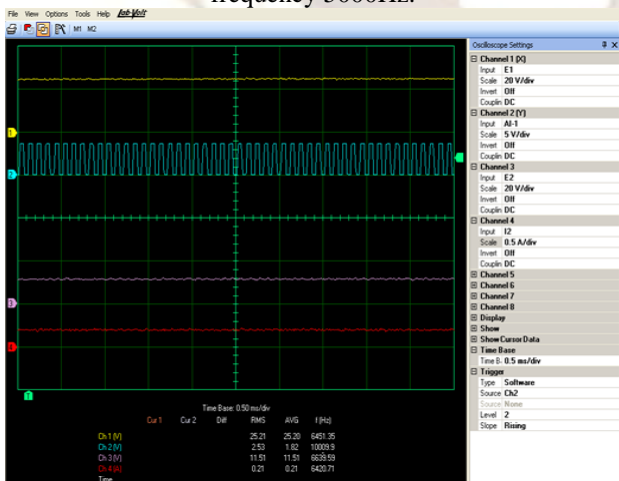 frequency 5000Hz.
File View Options Tools Help Lab-Volt
M1 M2
Oscilloscope Settings
Channel 1 (X)
Input E1
Scale 20 V/div
Invert Off
Couplin DC
Channel 2 (Y)
Input AI-1
Scale 5 V/div
Invert Off
Couplin DC
Channel 3
Input E2
Scale 20 V/div
Invert Off
Couplin DC
Channel 4
Input I2
Scale 0.5 A/div
Invert Off
Couplin DC
Channel 5
Channel 6
Channel 7
Channel 8
Display
Show
Show Cursor Data
Time Base
Time B. 0.5 ms/div
Trigger
Type Software
Source Ch2
Source None
Level 2
Slope Rising
1
2
3
4
T
Time Base: 0.50 ms/div
Cur 1 Cur 2 Diff RMS AVG f (Hz)
Ch 1 (V) 25.21 25.20 6451.35
Ch 2 (V) 2.53 1.82 10009.9
Ch 3 (V) 11.51 11.51 6639.59
Ch 4 (A) 0.21 0.21 6420.71
Time